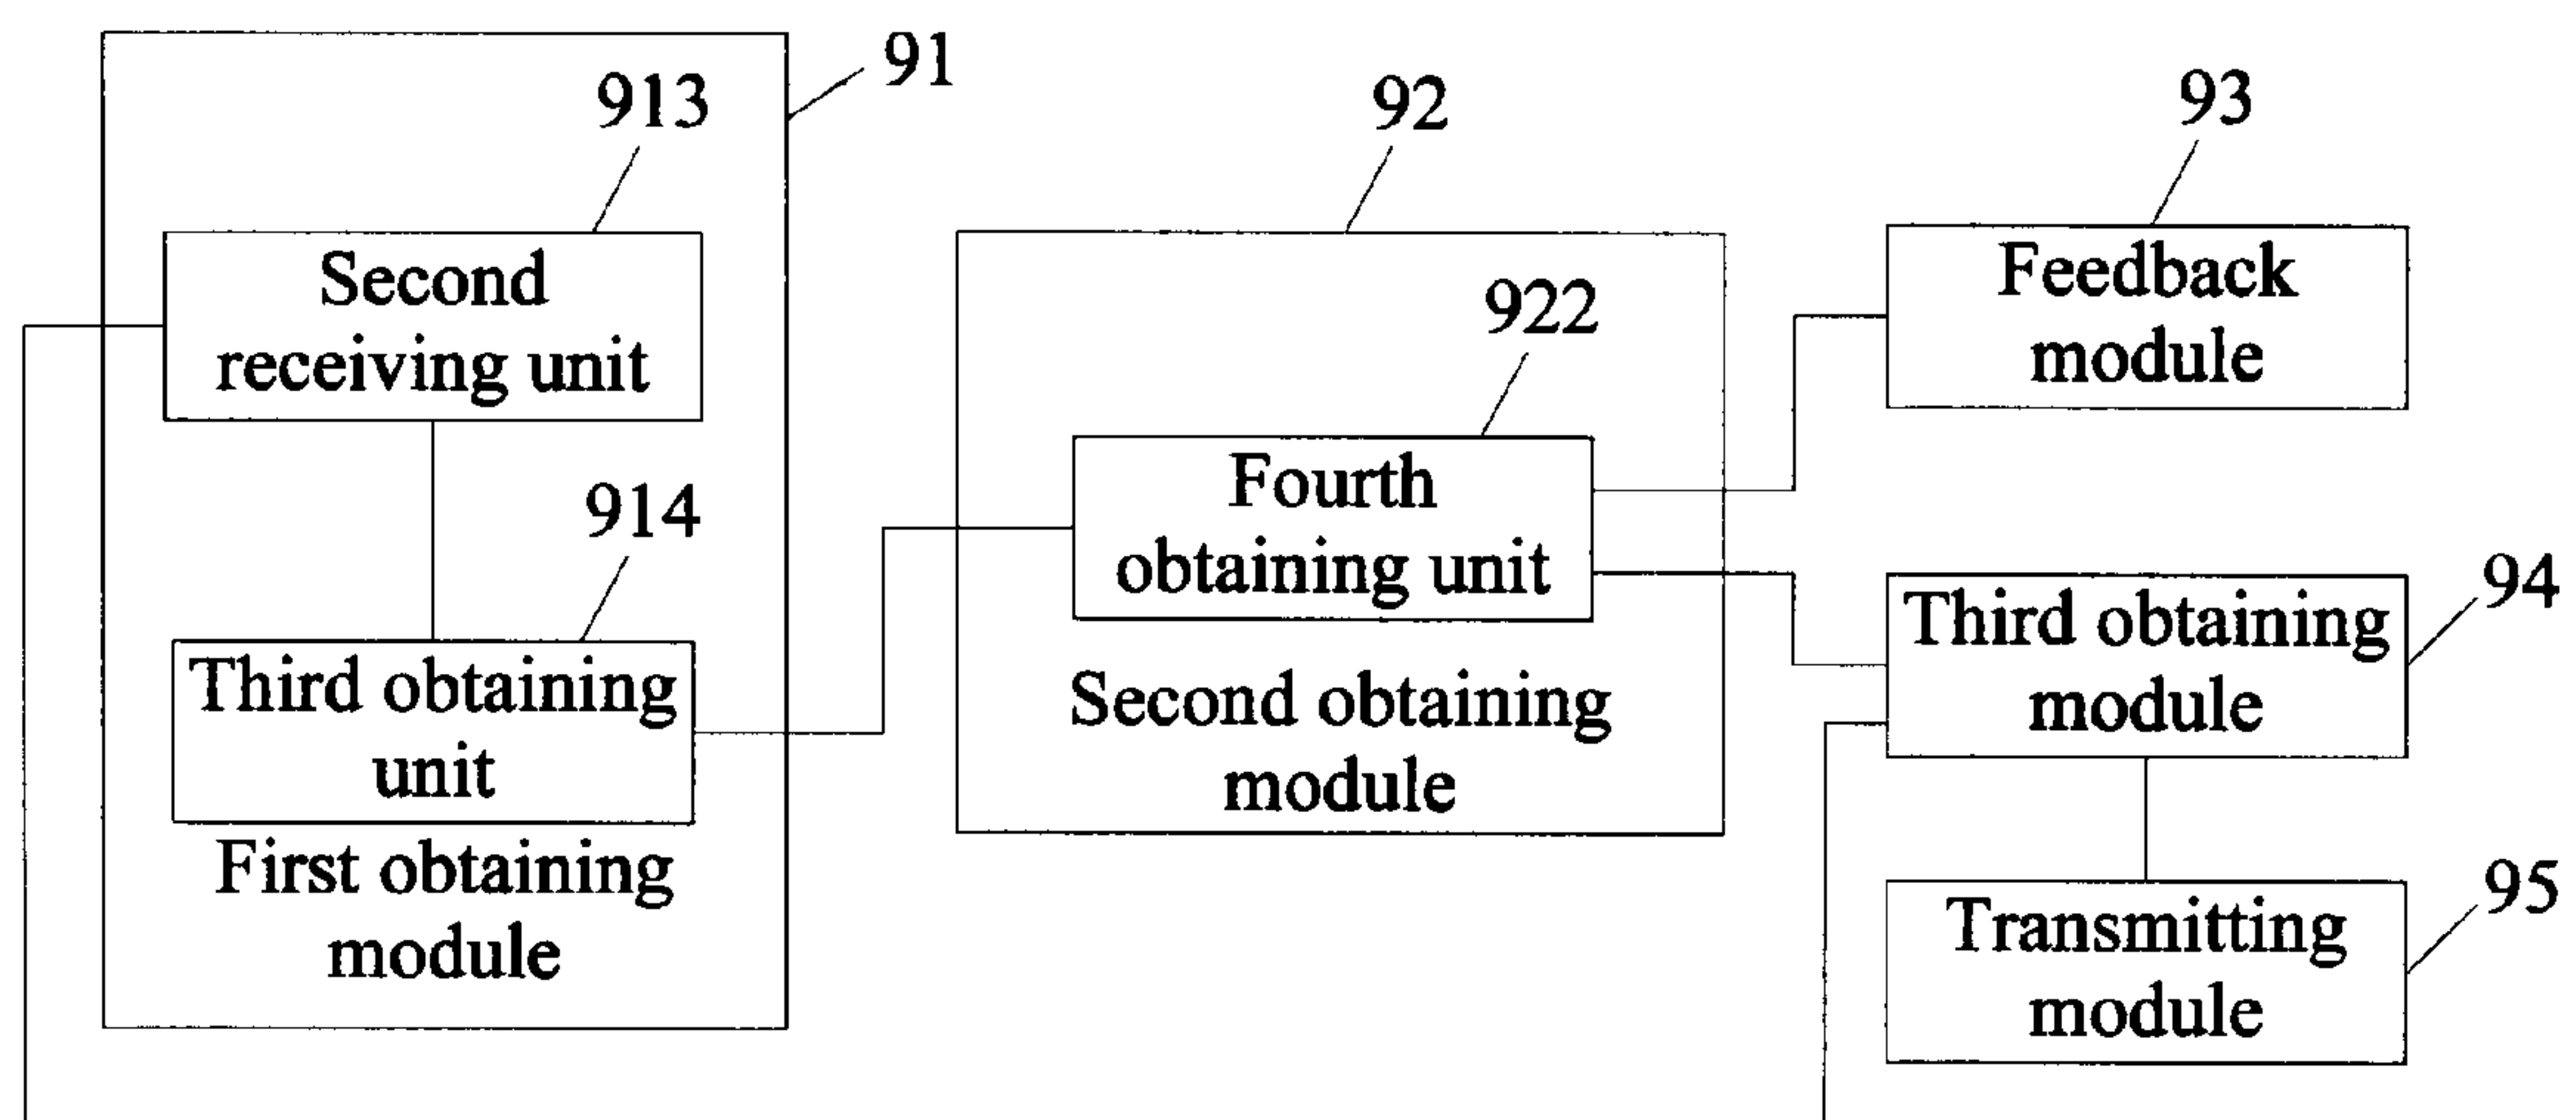 91
913
Second
receiving unit
914
Third obtaining
unit
First obtaining
module
92
922
Fourth
obtaining unit
Second obtaining
module
93
Feedback
module
94
Third obtaining
module
95
Transmitting
module